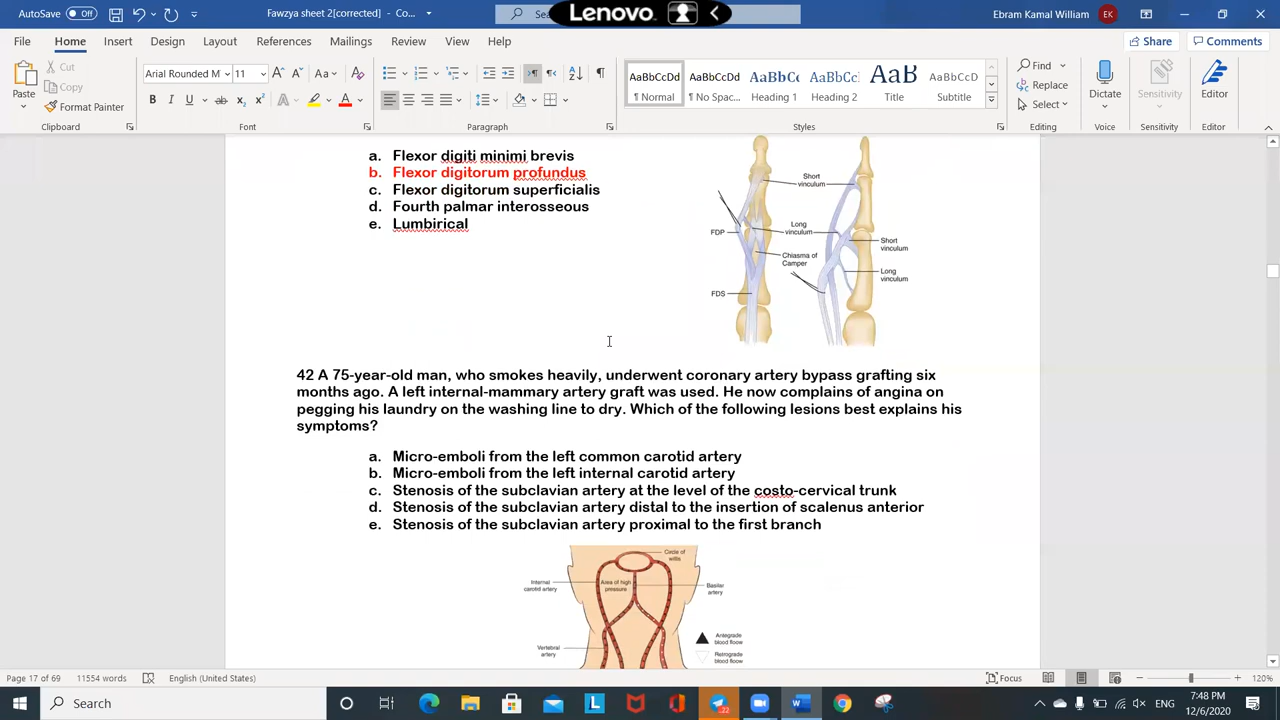 AutoSave Off
Fawzya sheet 2[corrected]
Lenovo
Ebram Kamal William
EK
File Home Insert Design Layout References Mailings Review View Help
Share Comments
Paste
Cut
Copy
Format Painter
Clipboard
Arial Rounded M 11
Font
Paragraph
AaBbCcDd AaBbCcDd AaBbCc AaBbCc AaB AaBbCcD
¶ Normal ¶ No Spac... Heading 1 Heading 2 Title Subtitle
Styles
Find
Replace
Select
Editing
Dictate
Voice
Sensitivity
Sensitivity
Editor
Editor
a. Flexor digiti minimi brevis
b. Flexor digitorum profundus
c. Flexor digitorum superficialis
d. Fourth palmar interosseous
e. Lumbirical
Short
vinculum
FDP
Long
vinculum
Short
vinculum
Chiasma of
Camper
Long
vinculum
FDS
42 A 75-year-old man, who smokes heavily, underwent coronary artery bypass grafting six
months ago. A left internal-mammary artery graft was used. He now complains of angina on
pegging his laundry on the washing line to dry. Which of the following lesions best explains his
symptoms?
a. Micro-emboli from the left common carotid artery
b. Micro-emboli from the left internal carotid artery
c. Stenosis of the subclavian artery at the level of the costo-cervical trunk
d. Stenosis of the subclavian artery distal to the insertion of scalenus anterior
e. Stenosis of the subclavian artery proximal to the first branch
Circle of
willis
Internal
carotid artery
Area of high
pressure
Basilar
artery
Antegrade
blood floow
Vertebral
artery
Retrograde
blood floow
of 69 11554 words English (United States)
Focus 120%
Search
22
7:48 PM
12/6/2020